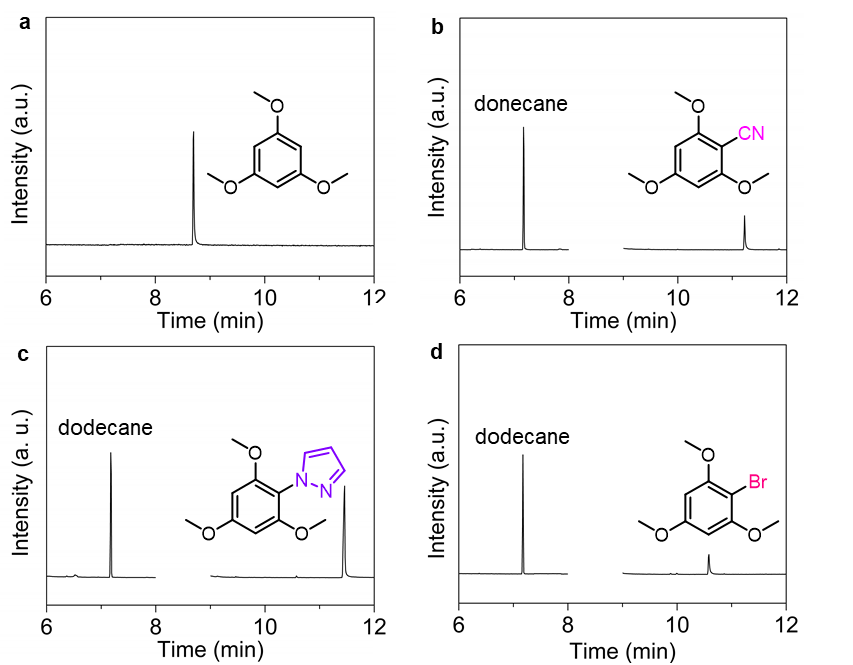 a
Intensity (a.u.)
O
O
O
6 8 10 12
Time (min)
b
Intensity (a.u.)
donecane
O
CN
O
O
6 8 10 12
Time (min)
c
Intensity (a. u.)
dodecane
O
N
N
O
O
6 8 10 12
Time (min)
d
Intensity (a.u.)
dodecane
O
Br
O
O
6 8 10 12
Time (min)